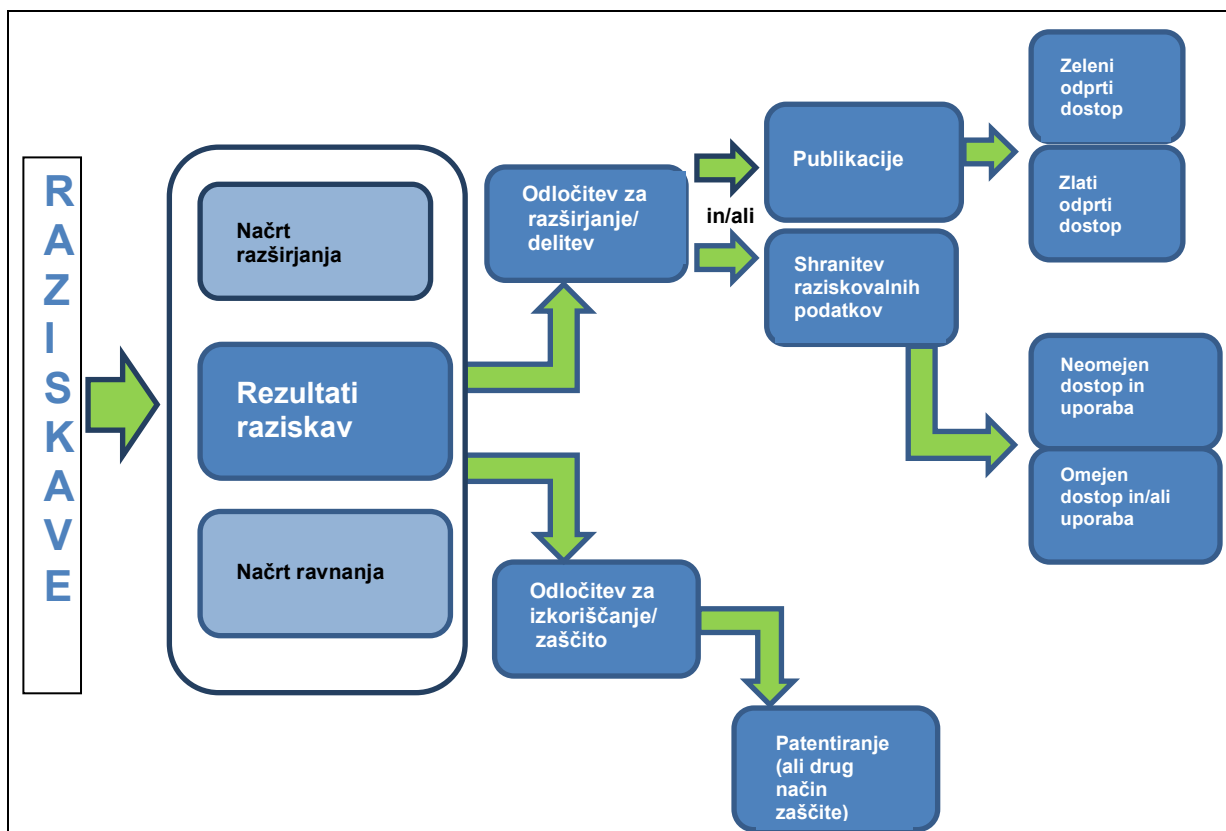 RAZISKAVE
Načrt
razširjanja
Rezultati
raziskav
Načrt ravnanja
Odločitev za
razširjanje/
delitev
in/ali
Publikacije
Shranitev
raziskovalnih
podatkov
Zeleni
odprti
dostop
Zlati
odprti
dostop
Neomejen
dostop in
uporaba
Omejen
dostop in/ali
uporaba
Odločitev za
izkoriščanje/
zaščito
Patentiranje
(ali drug
način
zaščite)